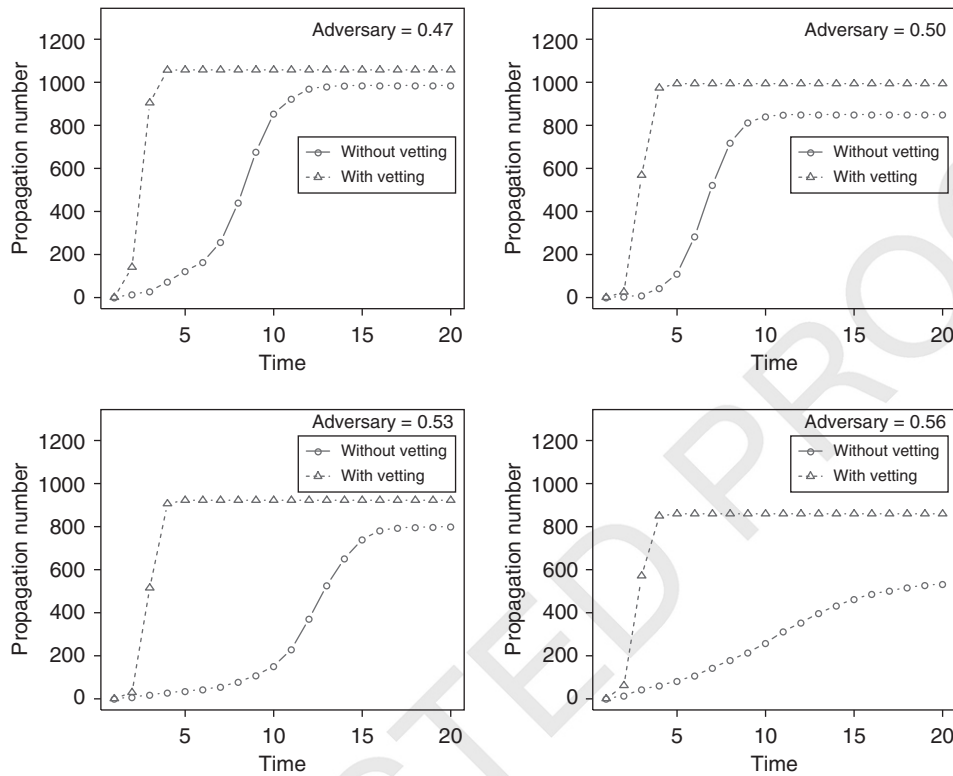 Adversary = 0.47
Propagation number
1200
1000
800
600
400
200
0
Without vetting
With vetting
5 10 15 20
Time
Adversary = 0.50
Propagation number
1200
1000
800
600
400
200
0
Without vetting
With vetting
5 10 15 20
Time
Adversary = 0.53
Propagation number
1200
1000
800
600
400
200
0
Without vetting
With vetting
5 10 15 20
Time
Adversary = 0.56
Propagation number
1200
1000
800
600
400
200
0
Without vetting
With vetting
5 10 15 20
Time
TED PRO